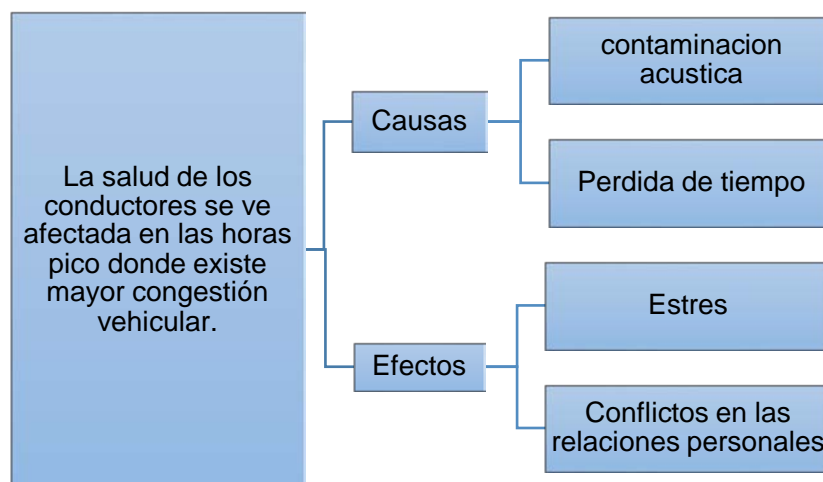 La salud de los
conductores se ve
afectada en las horas
pico donde existe
mayor congestión
vehicular.
Causas
contaminacion
acustica
Perdida de tiempo
Efectos
Estres
Conflictos en las
relaciones personales